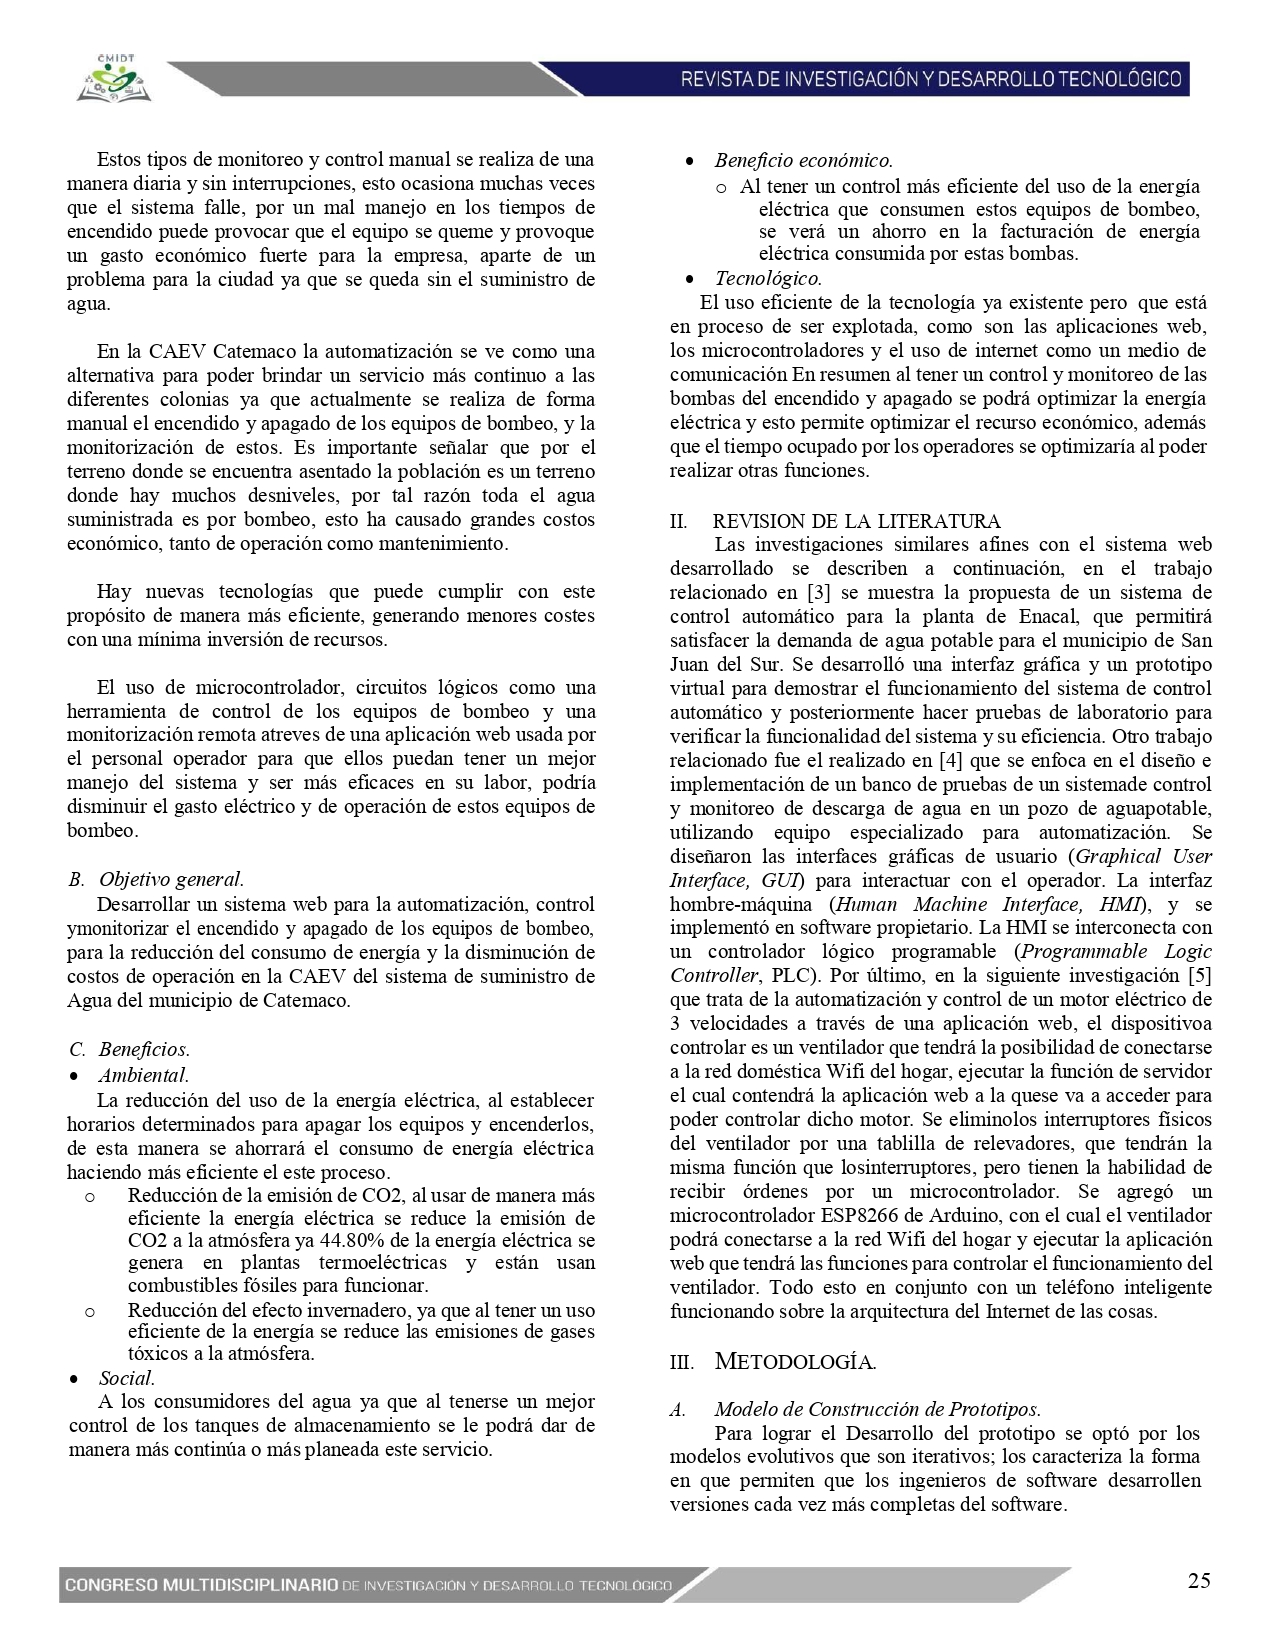 CMIDT
REVISTA DE INVESTIGACIÓN Y DESARROLLO TECNOLÓGICO
Estos tipos de monitoreo y control manual se realiza de una
manera diaria y sin interrupciones, esto ocasiona muchas veces
que el sistema falle, por un mal manejo en los tiempos de
encendido puede provocar que el equipo se queme y provoque
un gasto económico fuerte para la empresa, aparte de un
problema para la ciudad ya que se queda sin el suministro de
agua.
En la CAEV Catemaco la automatización se ve como una
alternativa para poder brindar un servicio más continuo a las
diferentes colonias ya que actualmente se realiza de forma
manual el encendido y apagado de los equipos de bombeo, y la
monitorización de estos. Es importante señalar que por el
terreno donde se encuentra asentado la población es un terreno
donde hay muchos desniveles, por tal razón toda el agua
suministrada es por bombeo, esto ha causado grandes costos
económico, tanto de operación como mantenimiento.
Hay nuevas tecnologías que puede cumplir con este
propósito de manera más eficiente, generando menores costes
con una mínima inversión de recursos.
El uso de microcontrolador, circuitos lógicos como una
herramienta de control de los equipos de bombeo y una
monitorización remota atreves de una aplicación web usada por
el personal operador para que ellos puedan tener un mejor
manejo del sistema y ser más eficaces en su labor, podría
disminuir el gasto eléctrico y de operación de estos equipos de
bombeo.
B. Objetivo general.
Desarrollar un sistema web para la automatización, control
ymonitorizar el encendido y apagado de los equipos de bombeo,
para la reducción del consumo de energía y la disminución de
costos de operación en la CAEV del sistema de suministro de
Agua del municipio de Catemaco.
C. Beneficios.
• Ambiental.
La reducción del uso de la energía eléctrica, al establecer
horarios determinados para apagar los equipos y encenderlos,
de esta manera se ahorrará el consumo de energía eléctrica
haciendo más eficiente el este proceso.
o Reducción de la emisión de CO2, al usar de manera más
eficiente la energía eléctrica se reduce la emisión de
CO2 a la atmósfera ya 44.80% de la energía eléctrica se
genera en plantas termoeléctricas y están usan
combustibles fósiles para funcionar.
o Reducción del efecto invernadero, ya que al tener un uso
eficiente de la energía se reduce las emisiones de gases
tóxicos a la atmósfera.
• Social.
A los consumidores del agua ya que al tenerse un mejor
control de los tanques de almacenamiento se le podrá dar de
manera más continúa o más planeada este servicio.
• Beneficio económico.
o Al tener un control más eficiente del uso de la energía
eléctrica que consumen estos equipos de bombeo,
se verá un ahorro en la facturación de energía
eléctrica consumida por estas bombas.
• Tecnológico.
El uso eficiente de la tecnología ya existente pero que está
en proceso de ser explotada, como son las aplicaciones web,
los microcontroladores y el uso de internet como un medio de
comunicación En resumen al tener un control y monitoreo de las
bombas del encendido y apagado se podrá optimizar la energía
eléctrica y esto permite optimizar el recurso económico, además
que el tiempo ocupado por los operadores se optimizaría al poder
realizar otras funciones.
II. REVISION DE LA LITERATURA
Las investigaciones similares afines con el sistema web
desarrollado se describen a continuación, en el trabajo
relacionado en [3] se muestra la propuesta de un sistema de
control automático para la planta de Enacal, que permitirá
satisfacer la demanda de agua potable para el municipio de San
Juan del Sur. Se desarrolló una interfaz gráfica y un prototipo
virtual para demostrar el funcionamiento del sistema de control
automático y posteriormente hacer pruebas de laboratorio para
verificar la funcionalidad del sistema y su eficiencia. Otro trabajo
relacionado fue el realizado en [4] que se enfoca en el diseño e
implementación de un banco de pruebas de un sistemade control
y monitoreo de descarga de agua en un pozo de aguapotable,
utilizando equipo especializado para automatización. Se
diseñaron las interfaces gráficas de usuario (Graphical User
Interface, GUI) para interactuar con el operador. La interfaz
hombre-máquina (Human Machine Interface, HMI), y se
implementó en software propietario. La HMI se interconecta con
un controlador lógico programable (Programmable Logic
Controller, PLC). Por último, en la siguiente investigación [5]
que trata de la automatización y control de un motor eléctrico de
3 velocidades a través de una aplicación web, el dispositivoa
controlar es un ventilador que tendrá la posibilidad de conectarse
a la red doméstica Wifi del hogar, ejecutar la función de servidor
el cual contendrá la aplicación web a la quese va a acceder para
poder controlar dicho motor. Se eliminolos interruptores físicos
del ventilador por una tablilla de relevadores, que tendrán la
misma función que losinterruptores, pero tienen la habilidad de
recibir órdenes por un microcontrolador. Se agregó un
microcontrolador ESP8266 de Arduino, con el cual el ventilador
podrá conectarse a la red Wifi del hogar y ejecutar la aplicación
web que tendrá las funciones para controlar el funcionamiento del
ventilador. Todo esto en conjunto con un teléfono inteligente
funcionando sobre la arquitectura del Internet de las cosas.
III. METODOLOGÍA.
A. Modelo de Construcción de Prototipos.
Para lograr el Desarrollo del prototipo se optó por los
modelos evolutivos que son iterativos; los caracteriza la forma
en que permiten que los ingenieros de software desarrollen
versiones cada vez más completas del software.
CONGRESO MULTIDISCIPLINARIO DE INVESTIGACIÓN Y DESARROLLO TECNOLÓGICO
25